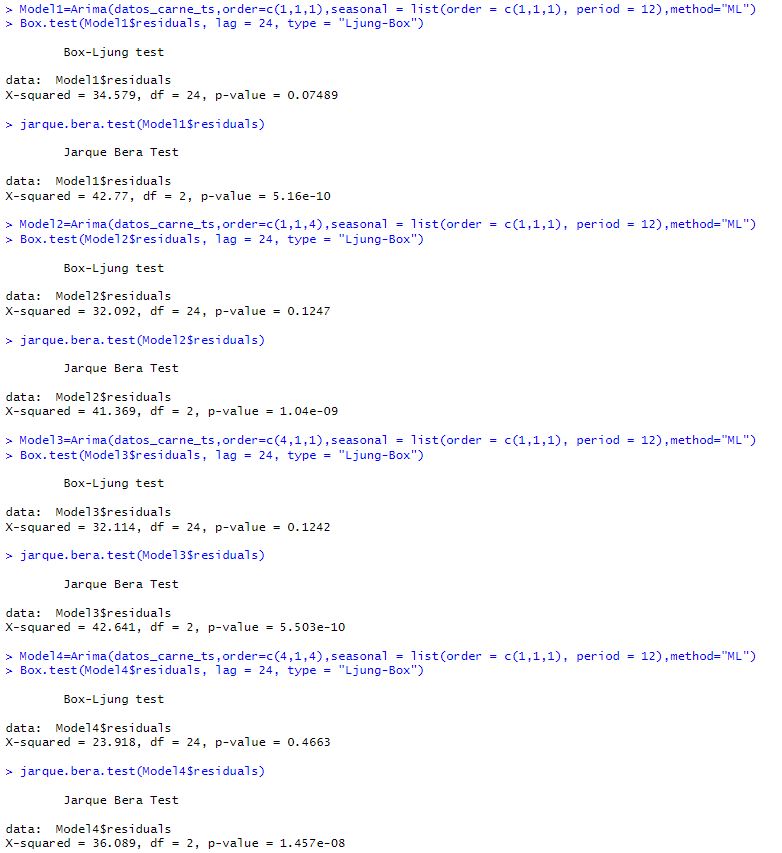 > Model1=Arima(datos_carne_ts,order=c(1,1,1),seasonal = list(order = c(1,1,1), period = 12),method="ML")
> Box.test(Model1$residuals, lag = 24, type = "Ljung-Box")
Box-Ljung test
data:  Model1$residuals
X-squared = 34.579, df = 24, p-value = 0.07489
> jarque.bera.test(Model1$residuals)
Jarque Bera Test
data:  Model1$residuals
X-squared = 42.77, df = 2, p-value = 5.16e-10
> Model2=Arima(datos_carne_ts,order=c(1,1,4),seasonal = list(order = c(1,1,1), period = 12),method="ML")
> Box.test(Model2$residuals, lag = 24, type = "Ljung-Box")
Box-Ljung test
data:  Model2$residuals
X-squared = 32.092, df = 24, p-value = 0.1247
> jarque.bera.test(Model2$residuals)
Jarque Bera Test
data:  Model2$residuals
X-squared = 41.369, df = 2, p-value = 1.04e-09
> Model3=Arima(datos_carne_ts,order=c(4,1,1),seasonal = list(order = c(1,1,1), period = 12),method="ML")
> Box.test(Model3$residuals, lag = 24, type = "Ljung-Box")
Box-Ljung test
data:  Model3$residuals
X-squared = 32.114, df = 24, p-value = 0.1242
> jarque.bera.test(Model3$residuals)
Jarque Bera Test
data:  Model3$residuals
X-squared = 42.641, df = 2, p-value = 5.503e-10
> Model4=Arima(datos_carne_ts,order=c(4,1,4),seasonal = list(order = c(1,1,1), period = 12),method="ML")
> Box.test(Model4$residuals, lag = 24, type = "Ljung-Box")
Box-Ljung test
data:  Model4$residuals
X-squared = 23.918, df = 24, p-value = 0.4663
> jarque.bera.test(Model4$residuals)
Jarque Bera Test
data:  Model4$residuals
X-squared = 36.089, df = 2, p-value = 1.457e-08